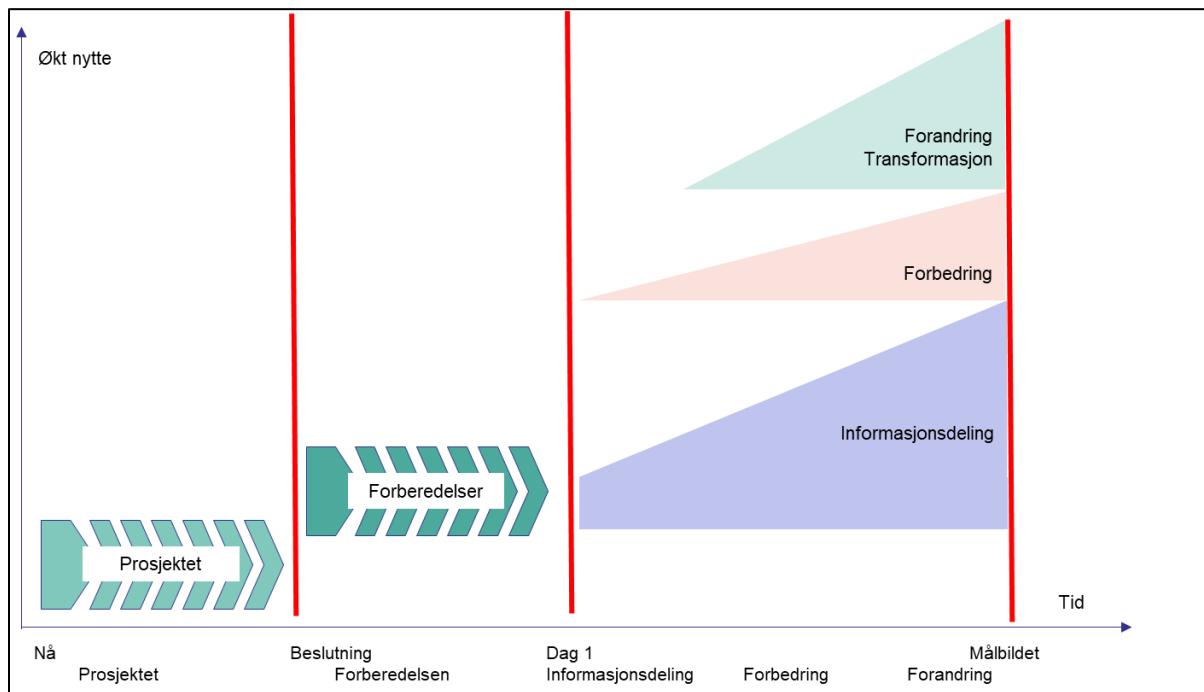 Økt nytte
Forandring
Transformasjon
Forbedring
Informasjonsdeling
Forberedelser
Prosjektet
Tid
Nå Beslutning Dag 1 Målbildet
Prosjektet Forberedelsen Informasjonsdeling Forbedring Forandring